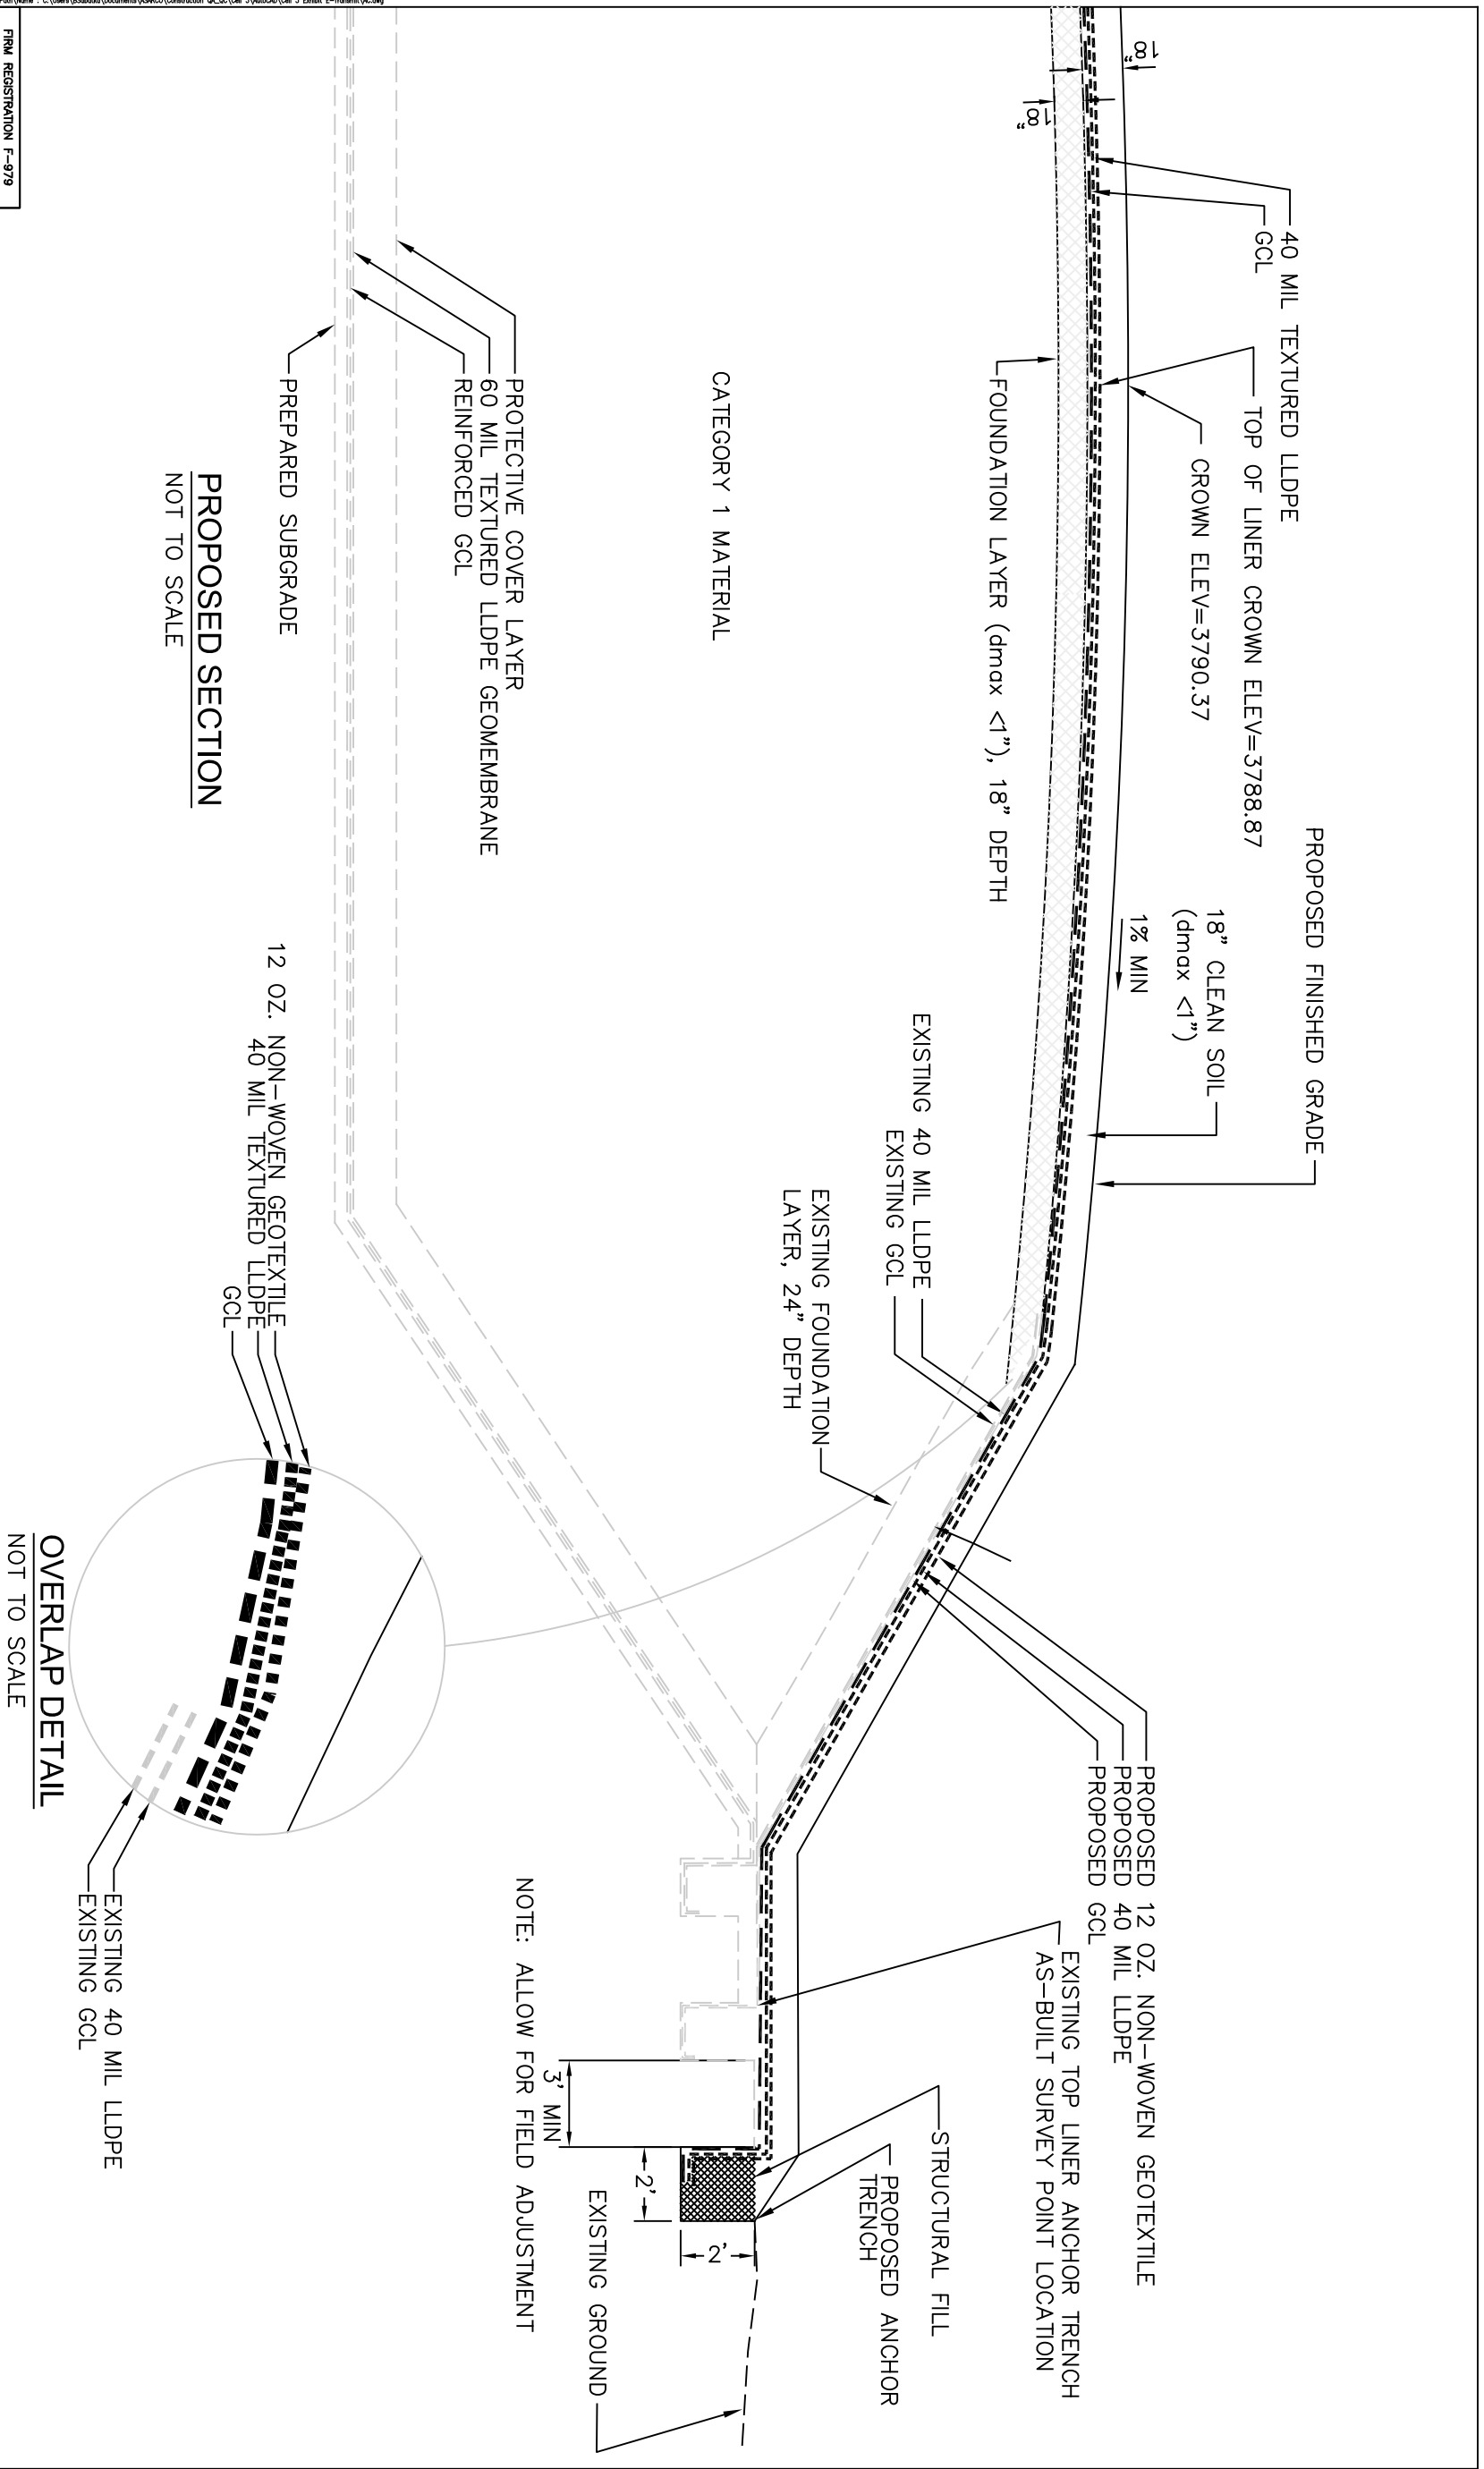 PROPOSED FINISHED GRADE
40 MIL TEXTURED LLDPE
GCL
TOP OF LINER CROWN ELEV=3788.87
CROWN ELEV=3790.37
18" CLEAN SOIL
(dmax <1")
1% MIN
18"
18"
FOUNDATION LAYER (dmax <1"), 18" DEPTH
EXISTING 40 MIL LLDPE
EXISTING GCL
EXISTING FOUNDATION
LAYER, 24" DEPTH
PROPOSED 12 OZ. NON-WOVEN GEOTEXTILE
PROPOSED 40 MIL LLDPE
PROPOSED GCL
EXISTING TOP LINER ANCHOR TRENCH
AS-BUILT SURVEY POINT LOCATION
STRUCTURAL FILL
PROPOSED ANCHOR
TRENCH
CATEGORY 1 MATERIAL
2'
2'
3' MIN
EXISTING GROUND
NOTE: ALLOW FOR FIELD ADJUSTMENT
PROTECTIVE COVER LAYER
60 MIL TEXTURED LLDPE GEOMEMBRANE
REINFORCED GCL
PREPARED SUBGRADE
PROPOSED SECTION
NOT TO SCALE
12 OZ. NON-WOVEN GEOTEXTILE
40 MIL TEXTURED LLDPE
GCL
EXISTING 40 MIL LLDPE
EXISTING GCL
OVERLAP DETAIL
NOT TO SCALE
FIRM REGISTRATION F-979